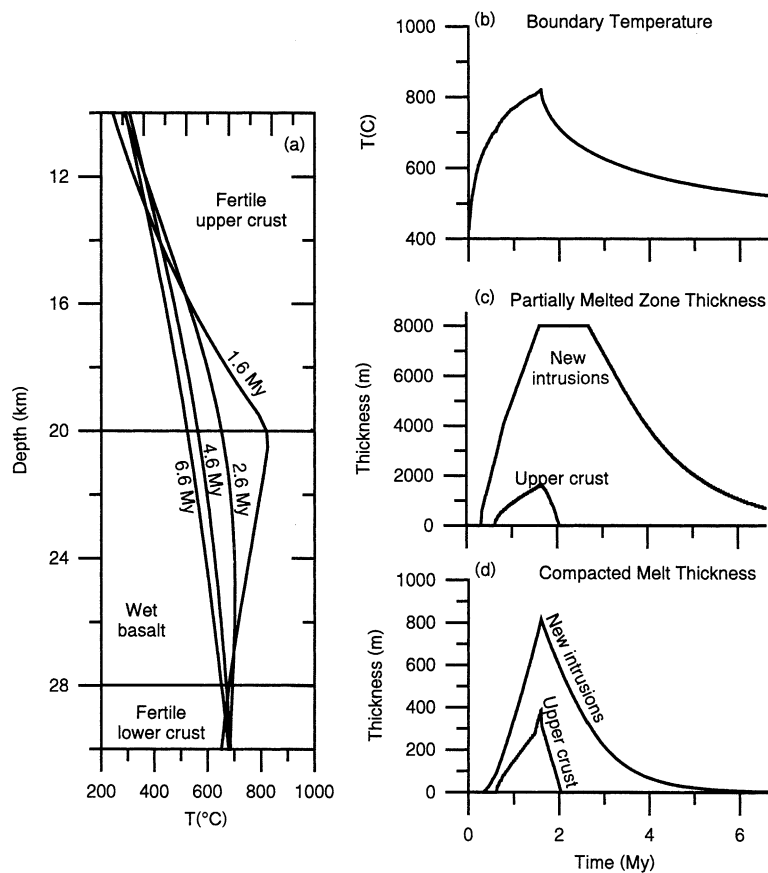 (a)
Fertile
upper crust
12
16
20
24
28
Depth (km)
1.6 My
2.6 My
4.6 My
6.6 My
Wet
basalt
Fertile
lower crust
200
400
600
800
1000
T(°C)
(b)
Boundary Temperature
1000
800
600
400
T(C)
(c)
Partially Melted Zone Thickness
8000
6000
4000
2000
0
Thickness (m)
New
intrusions
Upper crust
(d)
Compacted Melt Thickness
1000
800
600
400
200
0
Thickness (m)
New intrusions
Upper crust
0
2
4
6
Time (My)